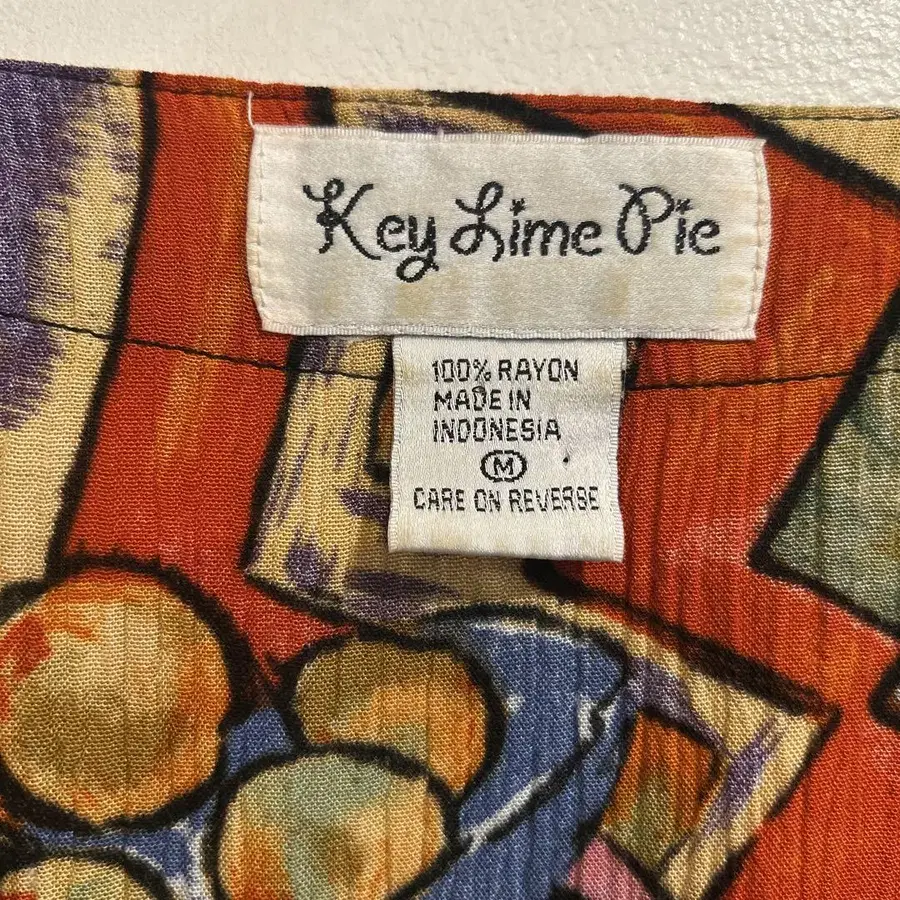 Key Lime Pie
100% RAYON
MADE IN
INDONESIA
M
CARE ON REVERSE